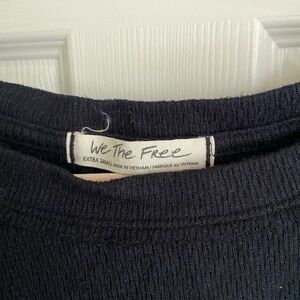 We The Free
EXTRA SMALL MADE IN VIETNAM / FABRIQUÉ AU VIETNAM